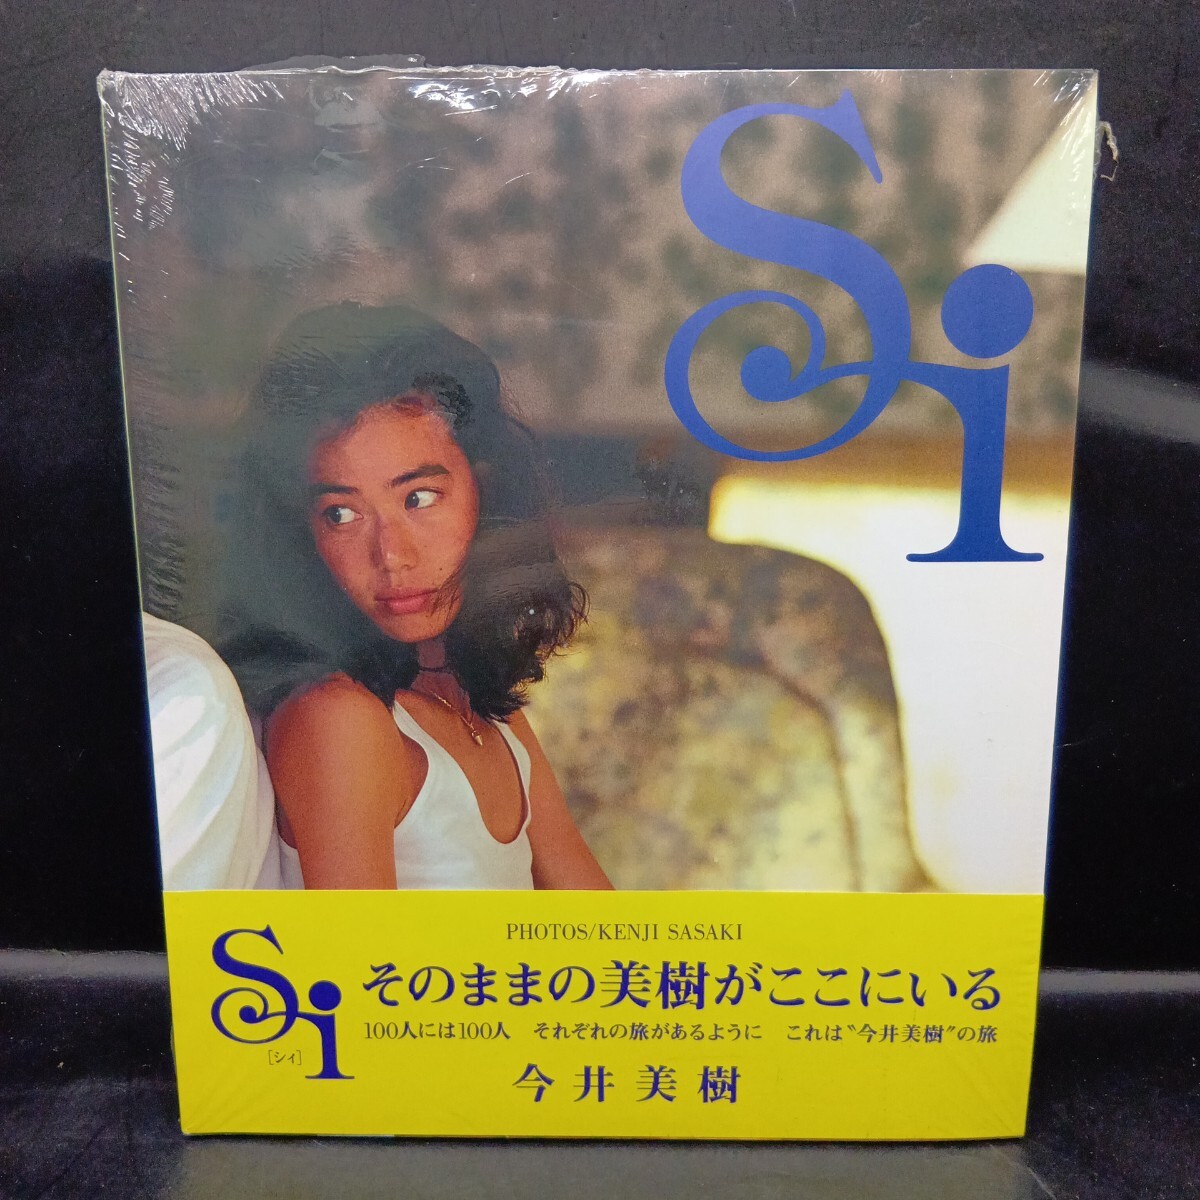 Si
PHOTOS/KENJI SASAKI
Si
[シィ]
そのままの美樹がここにいる
100人には100人　それぞれの旅があるように　これは〝今井美樹〟の旅
今井美樹